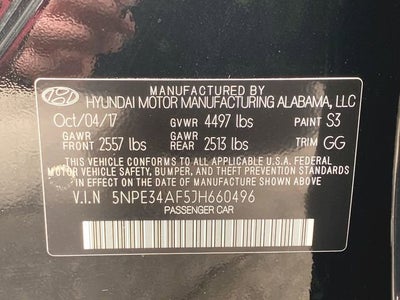 MANUFACTURED BY
HYUNDAI MOTOR MANUFACTURING ALABAMA, LLC
Oct/04/17 GVWR 4497 lbs PAINT S3
GAWR GAWR
FRONT 2557 lbs REAR 2513 lbs TRIM GG
THIS VEHICLE CONFORMS TO ALL APPLICABLE U.S.A. FEDERAL
MOTOR VEHICLE SAFETY, BUMPER, AND THEFT PREVENTION STANDARDS
IN EFFECT ON THE DATE OF MANUFACTURE SHOWN ABOVE.
V.I.N 5NPE34AF5JH660496
PASSENGER CAR